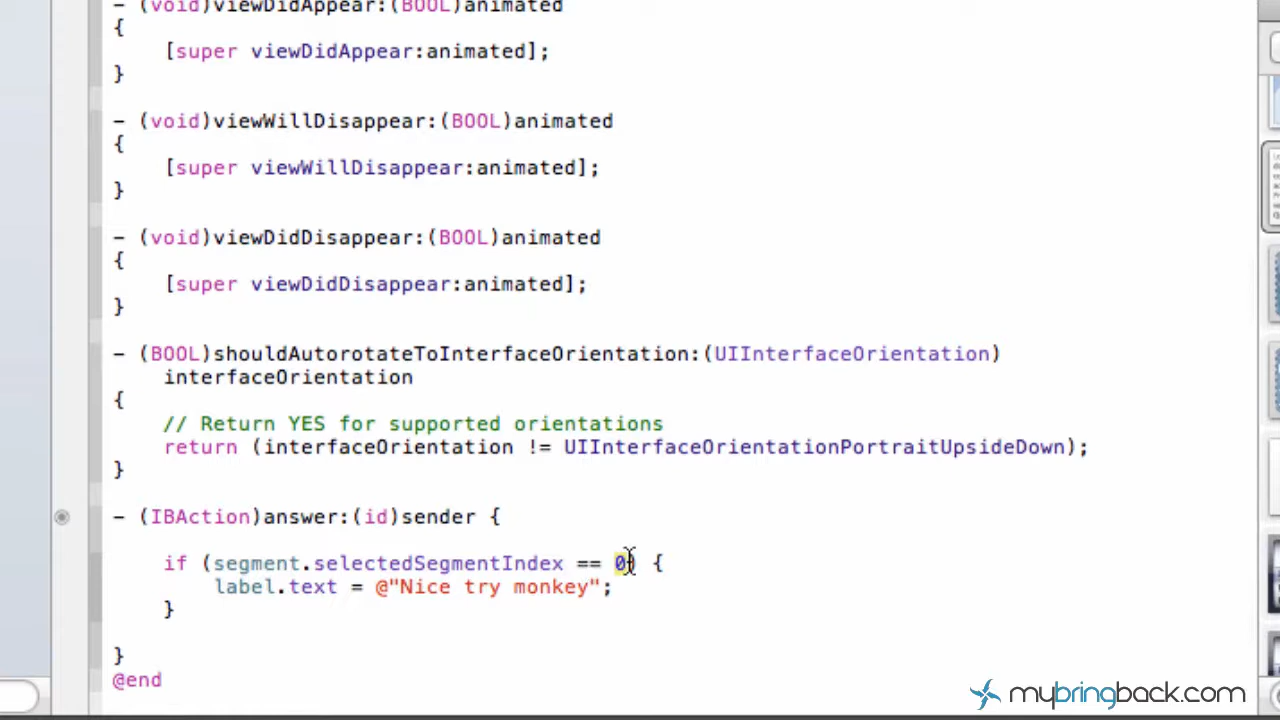 - (void)viewDidAppear:(BOOL)animated
{
    [super viewDidAppear:animated];
}

- (void)viewWillDisappear:(BOOL)animated
{
    [super viewWillDisappear:animated];
}

- (void)viewDidDisappear:(BOOL)animated
{
    [super viewDidDisappear:animated];
}

- (BOOL)shouldAutorotateToInterfaceOrientation:(UIInterfaceOrientation)
    interfaceOrientation
{
    // Return YES for supported orientations
    return (interfaceOrientation != UIInterfaceOrientationPortraitUpsideDown);
}

- (IBAction)answer:(id)sender {

    if (segment.selectedSegmentIndex == 0) {
        label.text = @"Nice try monkey";
    }

}
@end
mybringback.com